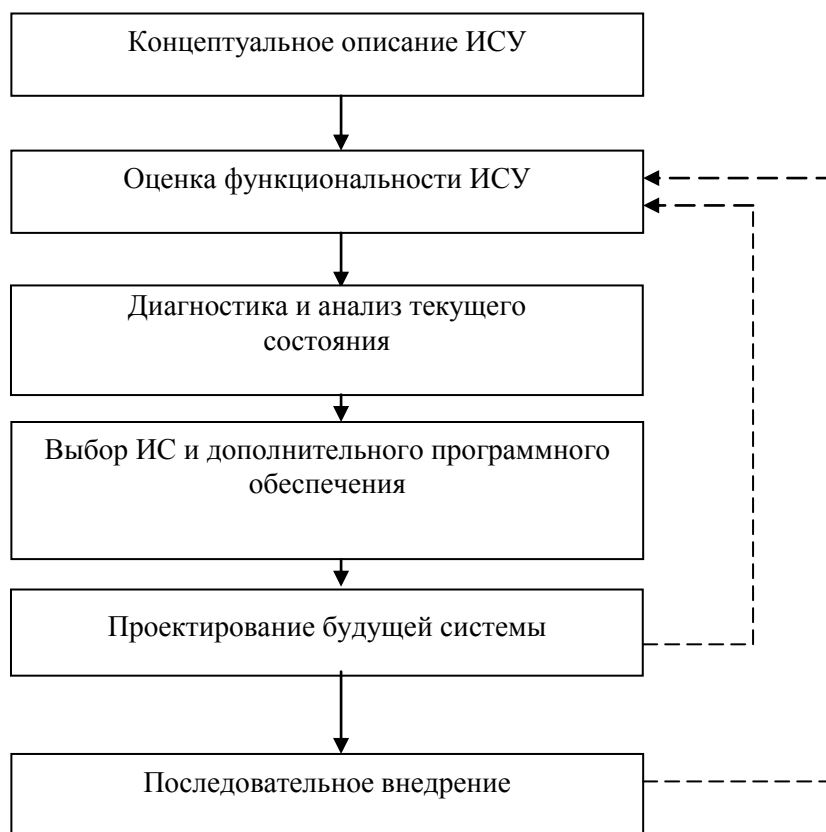 Концептуальное описание ИСУ
Оценка функциональности ИСУ
Диагностика и анализ текущего
состояния
Выбор ИС и дополнительного программного
обеспечения
Проектирование будущей системы
Последовательное внедрение